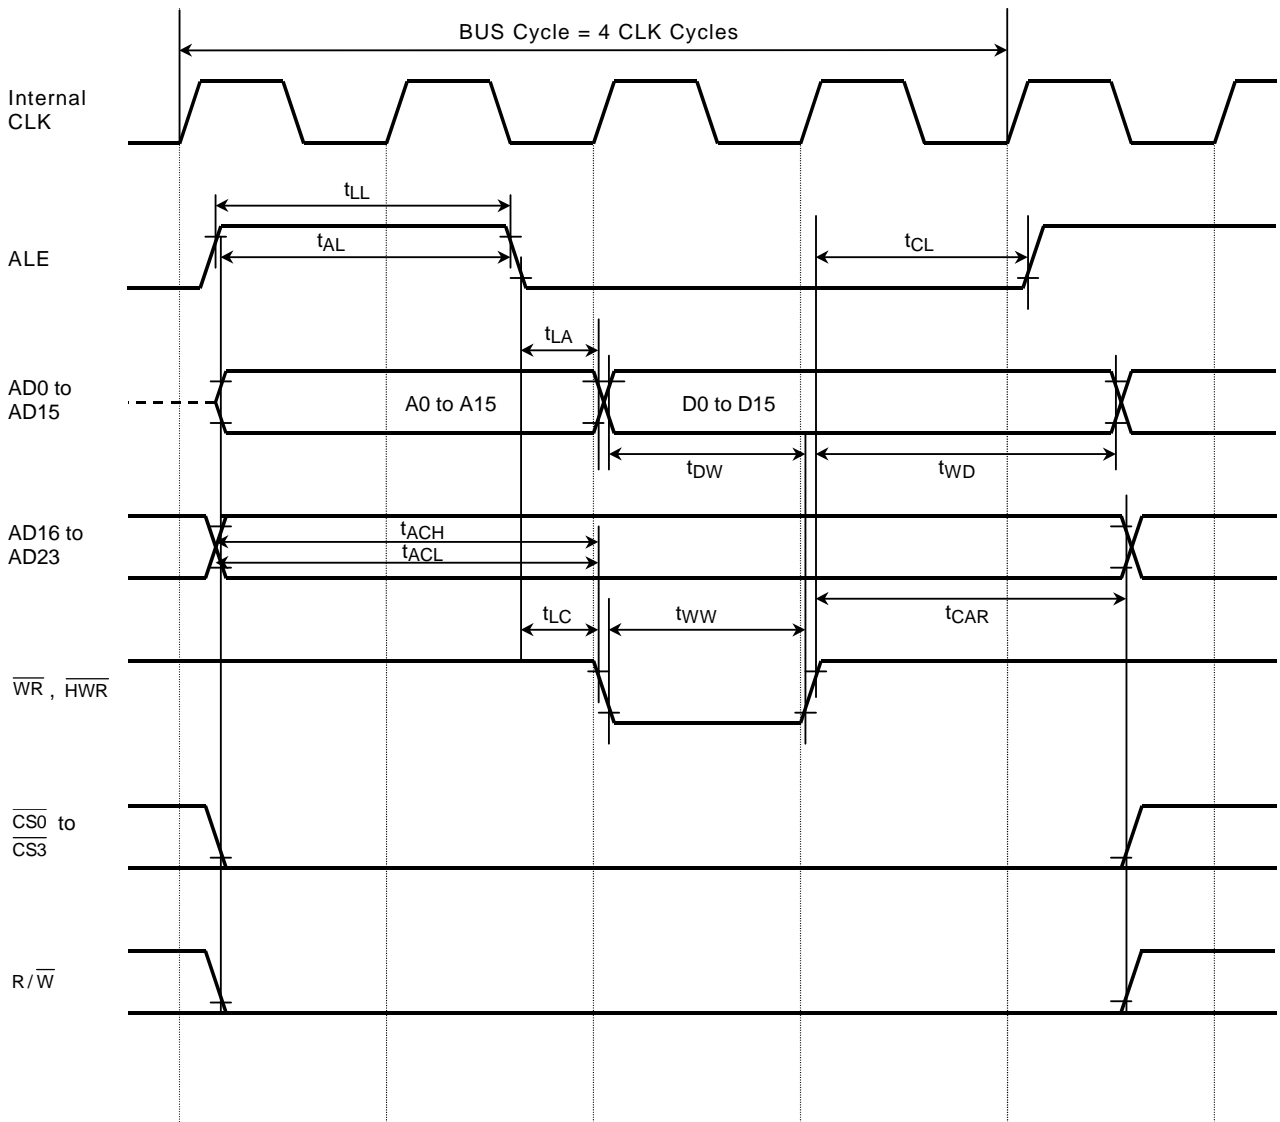 BUS Cycle = 4 CLK Cycles
Internal
CLK
tLL
ALE
tAL
tCL
tLA
AD0 to
AD15
A0 to A15
D0 to D15
tDW
tWD
AD16 to
AD23
tACH
tACL
tLC
tWW
tCAR
WR , HWR
CS0 to
CS3
R/W